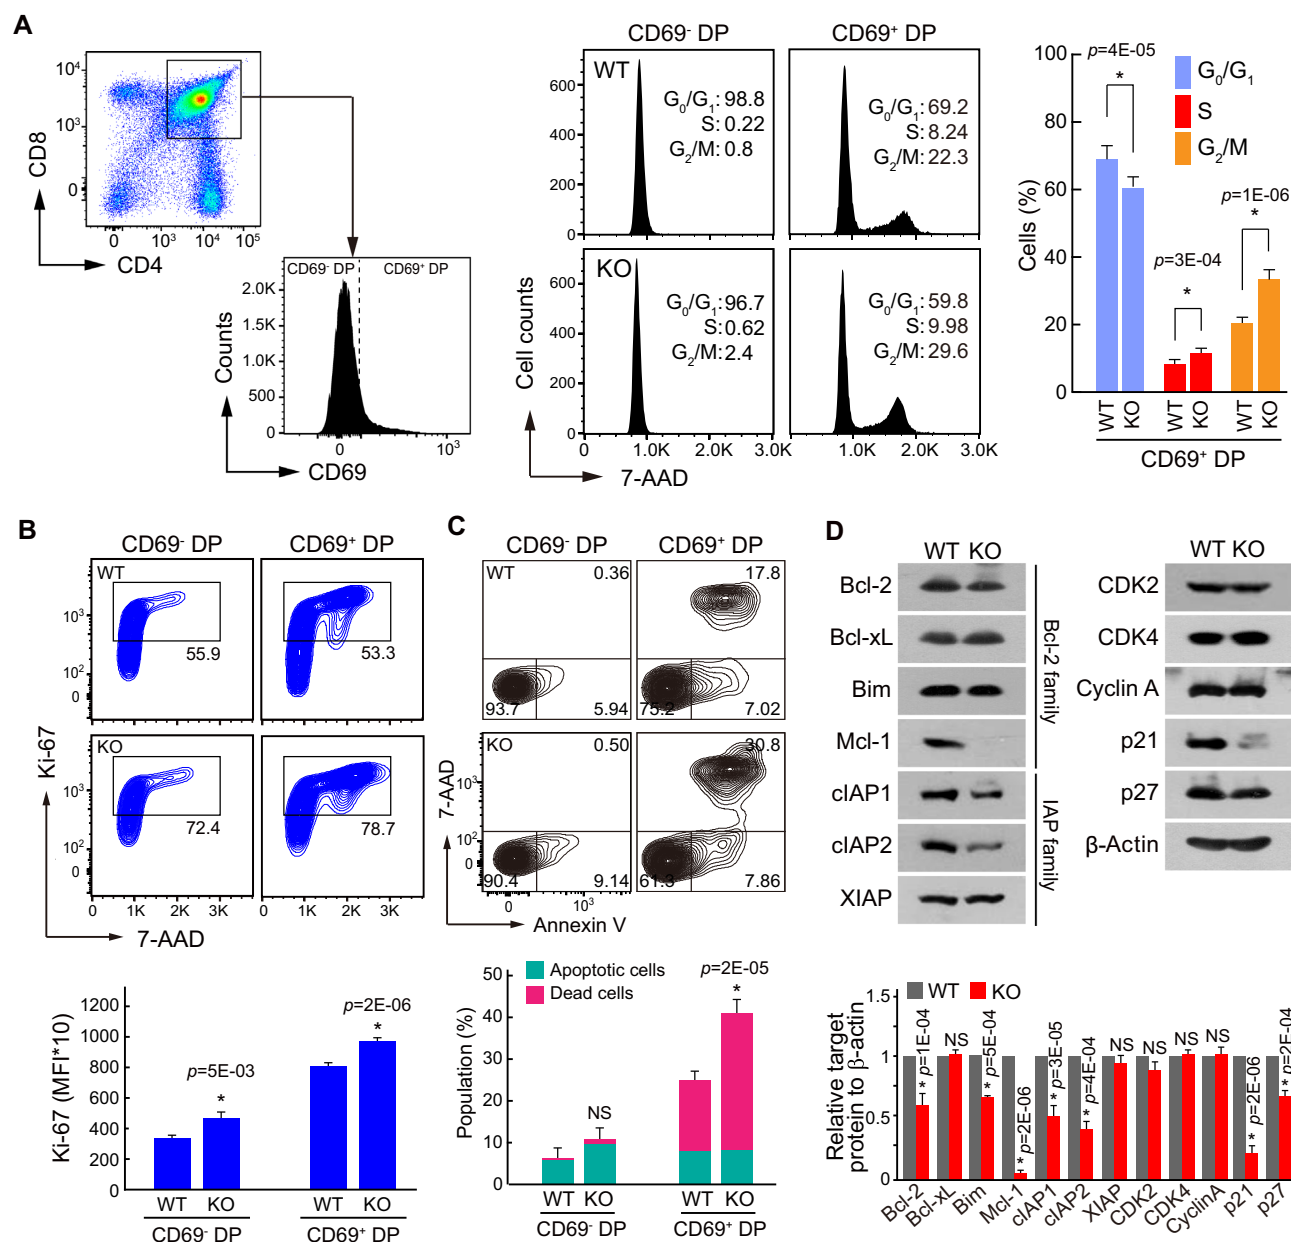 A
CD8
10⁴
10³
0
0
10³
10⁴
10⁵
CD4
CD69⁻ DP
CD69⁺ DP
2.0K
1.5K
1.0K
500
0
Counts
0
10³
CD69
CD69⁻ DP
CD69⁺ DP
WT
600
400
200
0
G₀/G₁: 98.8
S: 0.22
G₂/M: 0.8
G₀/G₁: 69.2
S: 8.24
G₂/M: 22.3
KO
600
400
200
0
G₀/G₁: 96.7
S: 0.62
G₂/M: 2.4
G₀/G₁: 59.8
S: 9.98
G₂/M: 29.6
Cell counts
0
1.0K
2.0K
1.0K
2.0K
3.0K
7-AAD
100
80
60
40
20
0
Cells (%)
p=4E-05
*
p=3E-04
*
p=1E-06
*
G₀/G₁
S
G₂/M
WT
KO
WT
KO
WT
KO
CD69⁺ DP
B
CD69⁻ DP
CD69⁺ DP
WT
10³
10²
0
55.9
53.3
KO
10³
10²
0
72.4
78.7
Ki-67
0
1K
2K
3K
0
1K
2K
3K
7-AAD
1200
1000
800
600
400
200
0
Ki-67 (MFI*10)
p=5E-03
*
p=2E-06
*
WT
KO
WT
KO
CD69⁻ DP
CD69⁺ DP
C
CD69⁻ DP
CD69⁺ DP
WT
0.36
17.8
93.7
5.94
75.2
7.02
KO
0.50
30.8
10³
10²
0
90.4
9.14
61.3
7.86
7-AAD
0
10³
Annexin V
50
40
30
20
10
0
Population (%)
Apoptotic cells
Dead cells
NS
p=2E-05
*
WT
KO
WT
KO
CD69⁻ DP
CD69⁺ DP
D
WT KO
Bcl-2
Bcl-xL
Bim
Mcl-1
cIAP1
cIAP2
XIAP
Bcl-2 family
IAP family
WT KO
CDK2
CDK4
Cyclin A
p21
p27
β-Actin
1.5
1.0
0.5
0
Relative target
protein to β-actin
WT
KO
* p=1E-04
NS
* p=5E-04
* p=2E-06
* p=3E-05
* p=4E-04
NS
NS
NS
NS
* p=2E-06
* p=2E-04
Bcl-2
Bcl-xL
Bim
Mcl-1
cIAP1
cIAP2
XIAP
CDK2
CDK4
CyclinA
p21
p27